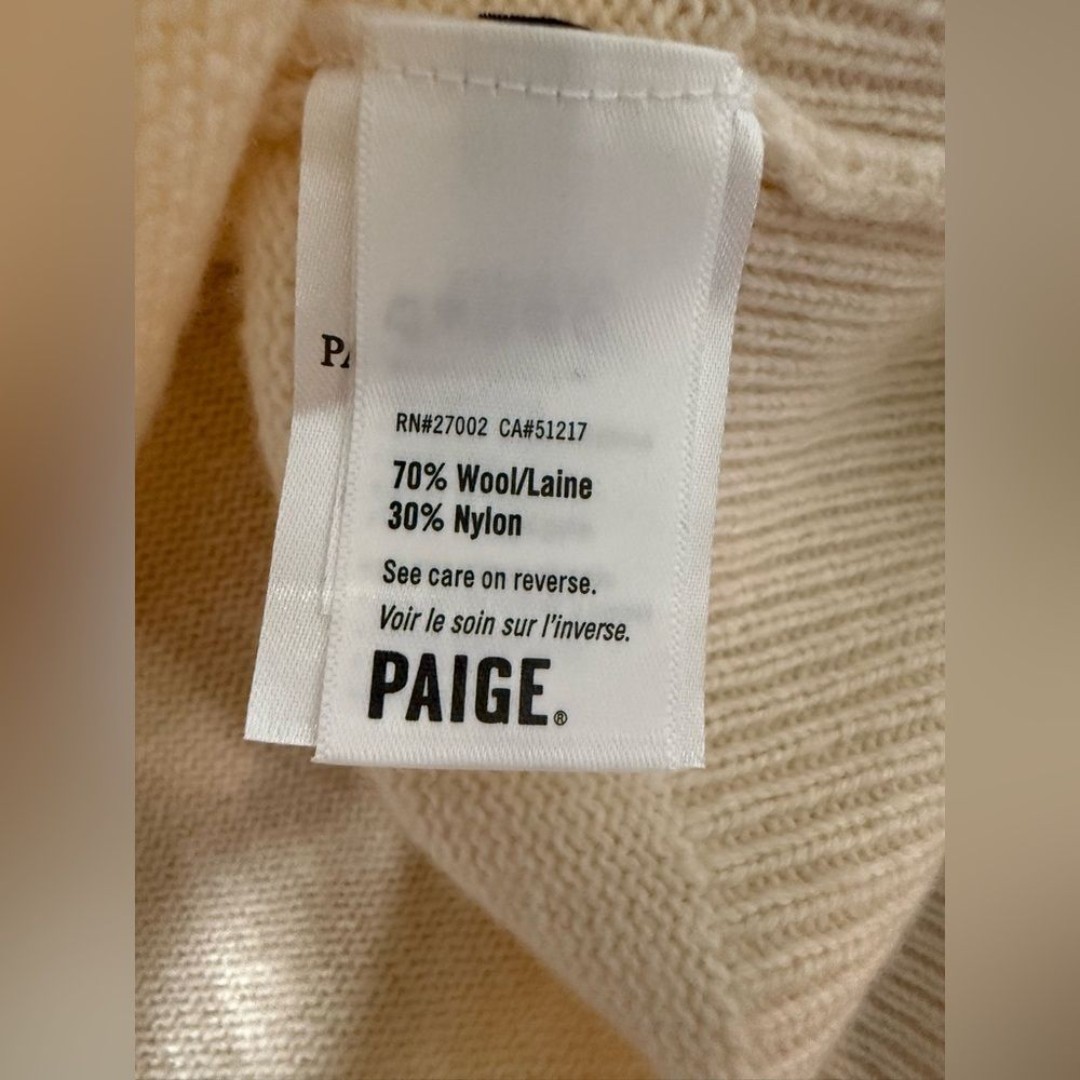 RN#27002 CA#51217
70% Wool/Laine
30% Nylon
See care on reverse.
Voir le soin sur l'inverse.
PAIGE®